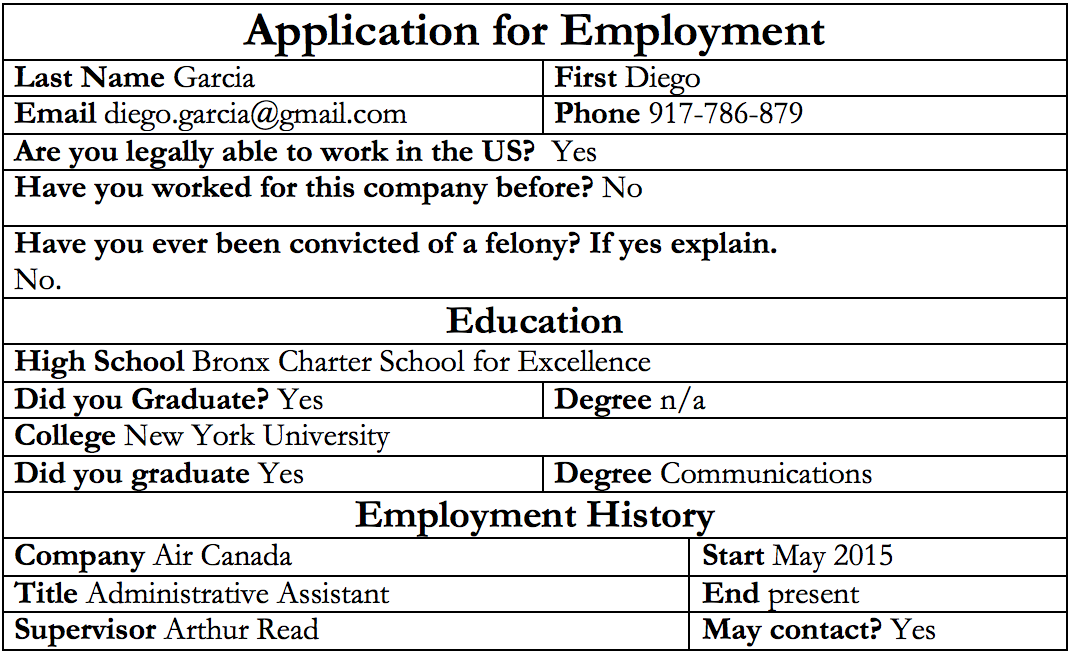 Application for Employment
Last Name Garcia First Diego
Email diego.garcia@gmail.com Phone 917-786-879
Are you legally able to work in the US? Yes
Have you worked for this company before? No
Have you ever been convicted of a felony? If yes explain.
No.
Education
High School Bronx Charter School for Excellence
Did you Graduate? Yes Degree n/a
College New York University
Did you graduate Yes Degree Communications
Employment History
Company Air Canada Start May 2015
Title Administrative Assistant End present
Supervisor Arthur Read May contact? Yes